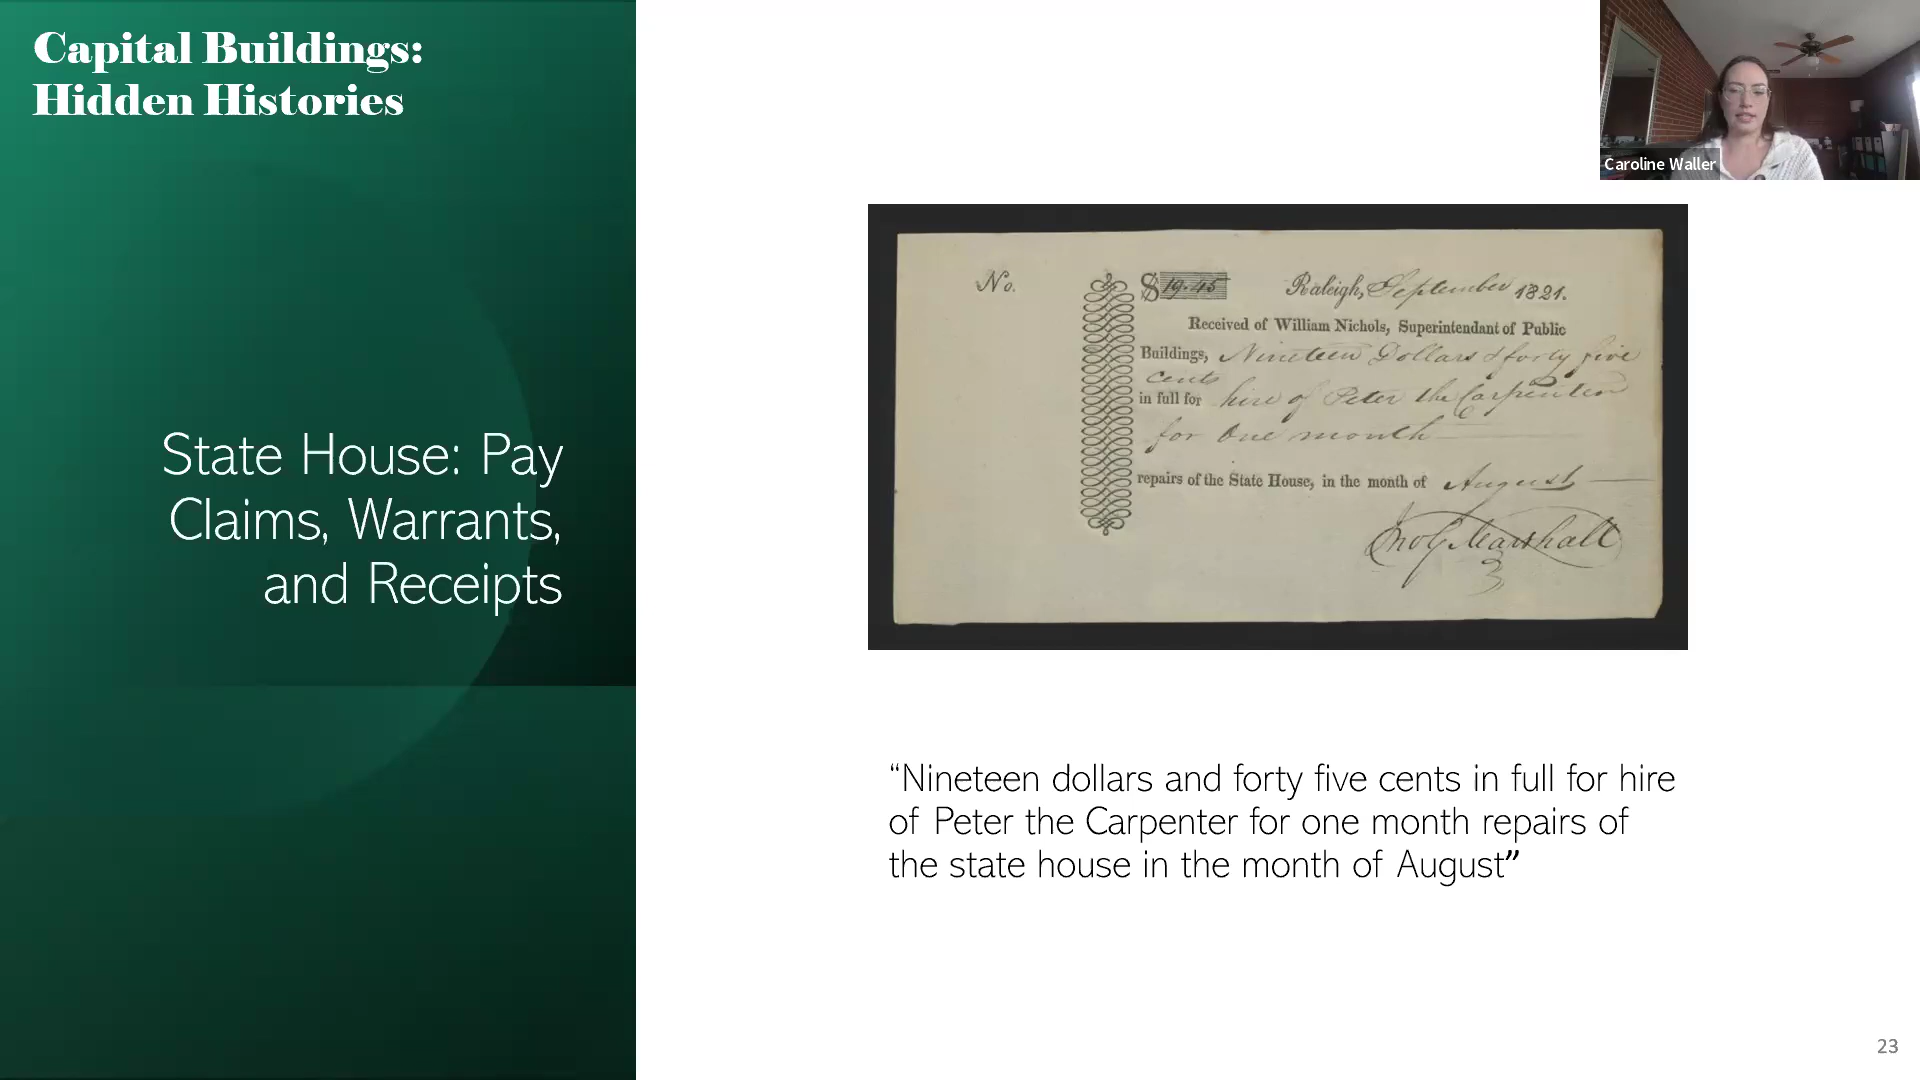 Capital Buildings:
Hidden Histories
State House: Pay
Claims, Warrants,
and Receipts
Caroline Waller
No.
$ 19.45
Raleigh, September 1821.
Received of William Nichols, Superintendant of Public
Buildings, Nineteen Dollars & forty five
cents
in full for hire of Peter the Carpenter
for one month
repairs of the State House, in the month of August
Jno G Marshall
“Nineteen dollars and forty five cents in full for hire
of Peter the Carpenter for one month repairs of
the state house in the month of August”
23